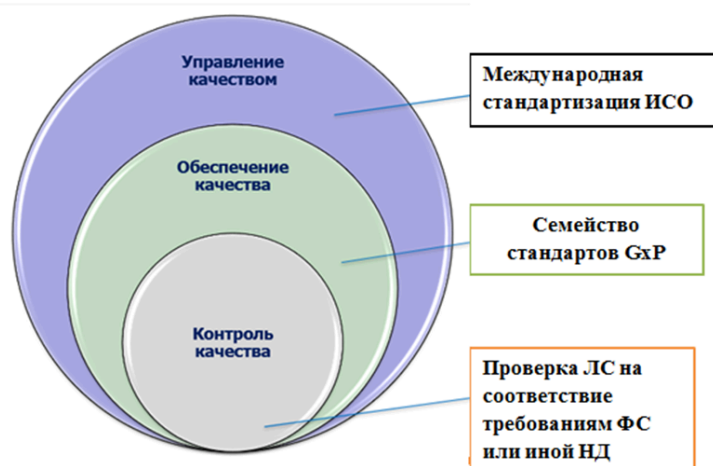 Управление
качеством
Международная
стандартизация ИСО
Обеспечение
качества
Семейство
стандартов GxP
Контроль
качества
Проверка ЛС на
соответствие
требованиям ФС
или иной НД